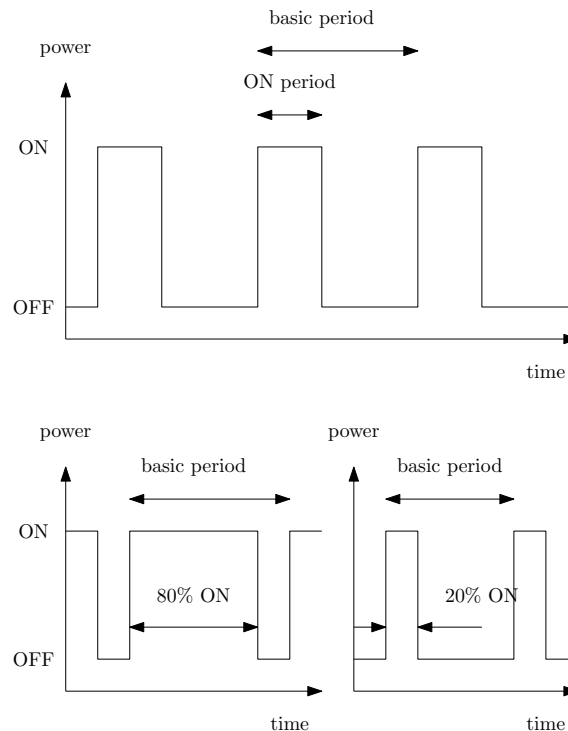 basic period
power
ON period
ON
OFF
time
power
power
basic period
basic period
ON
80% ON
20% ON
OFF
time
time